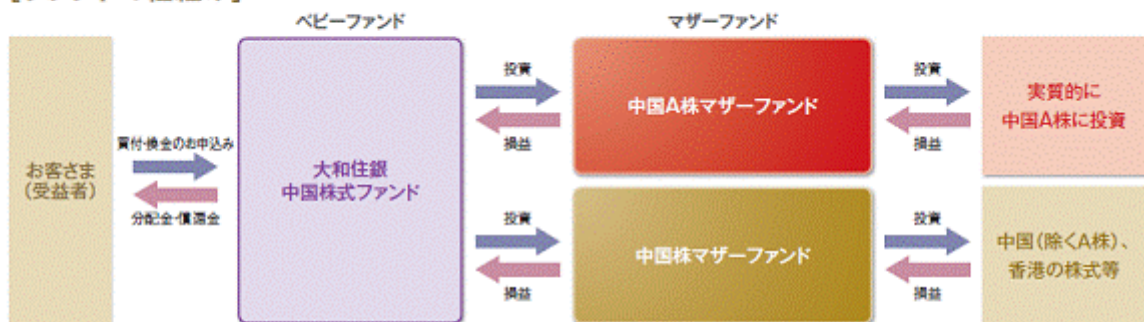 ベビーファンド
マザーファンド
お客さま
(受益者)
買付・換金のお申込み
分配金・償還金
大和住銀
中国株式ファンド
投資
損益
中国A株マザーファンド
投資
損益
実質的に
中国A株に投資
投資
損益
中国株マザーファンド
投資
損益
中国(除くA株)、
香港の株式等